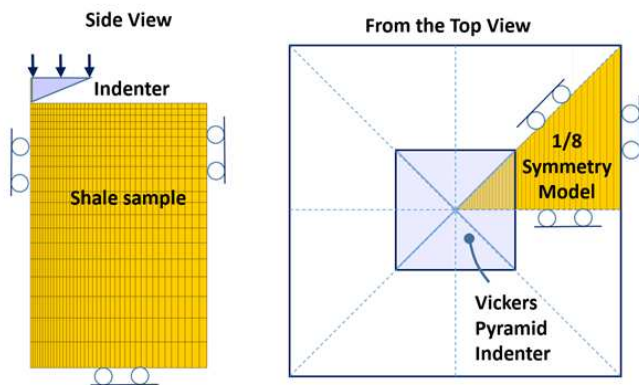 Side View
Indenter
Shale sample
From the Top View
1/8
Symmetry
Model
Vickers
Pyramid
Indenter